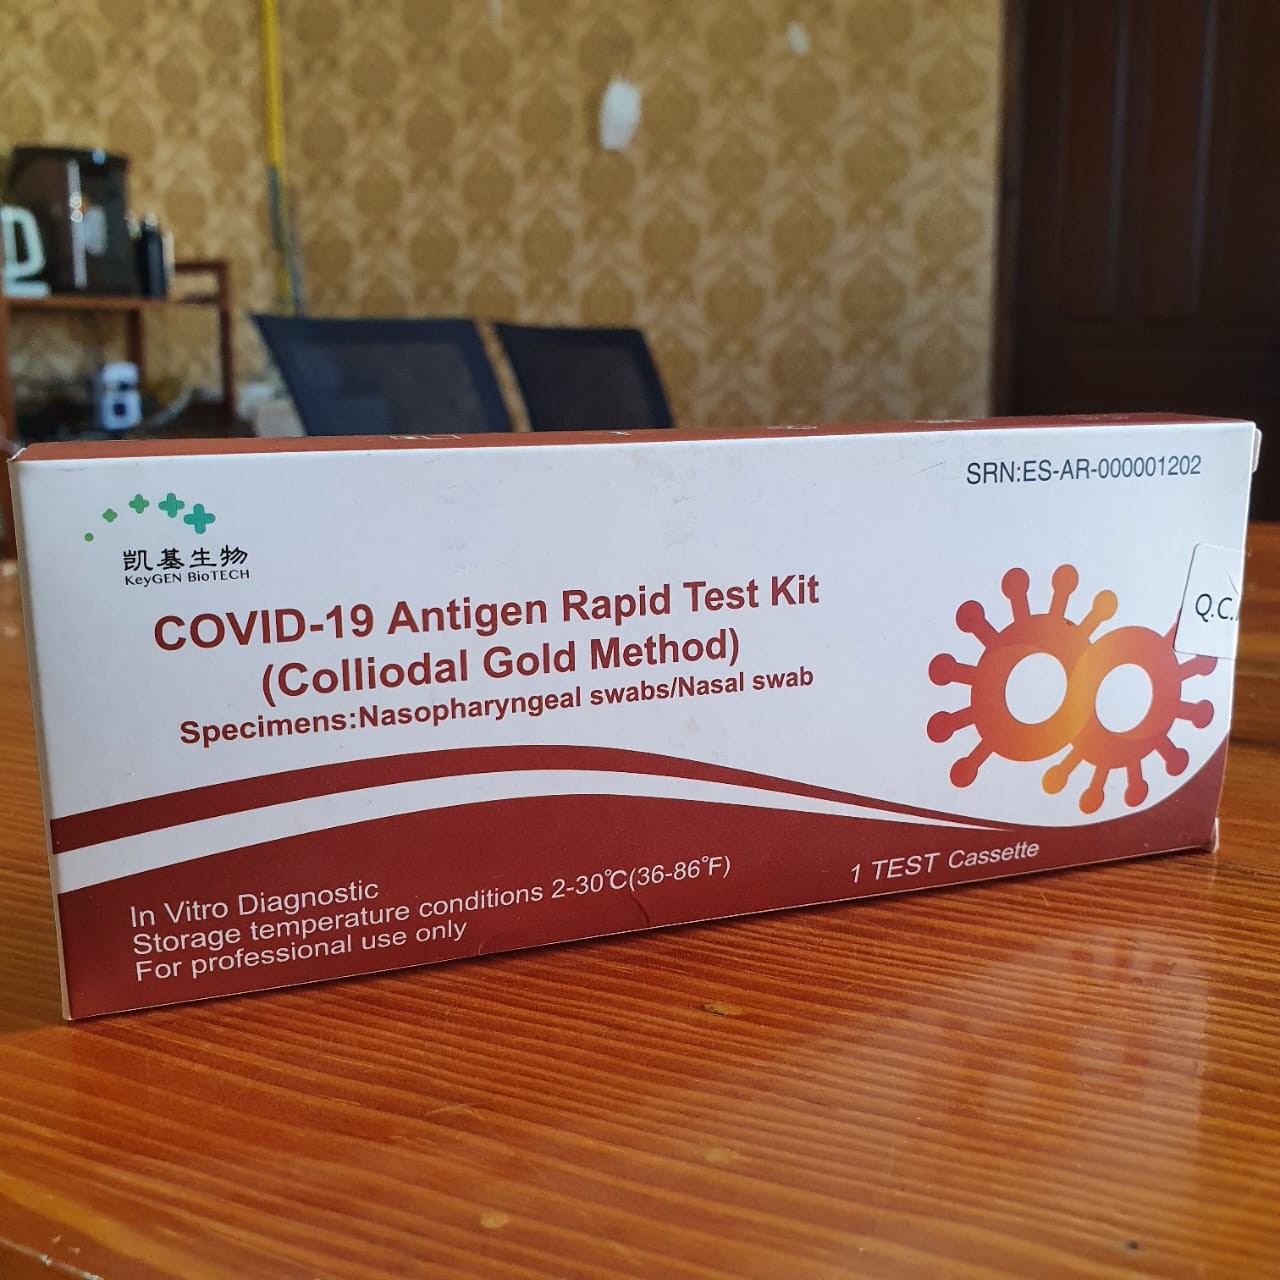 SRN:ES-AR-000001202
凯基生物
KeyGEN BioTECH
COVID-19 Antigen Rapid Test Kit
(Colliodal Gold Method)
Specimens:Nasopharyngeal swabs/Nasal swab
Q.C.
In Vitro Diagnostic
Storage temperature conditions 2-30℃(36-86℉)
For professional use only
1 TEST Cassette